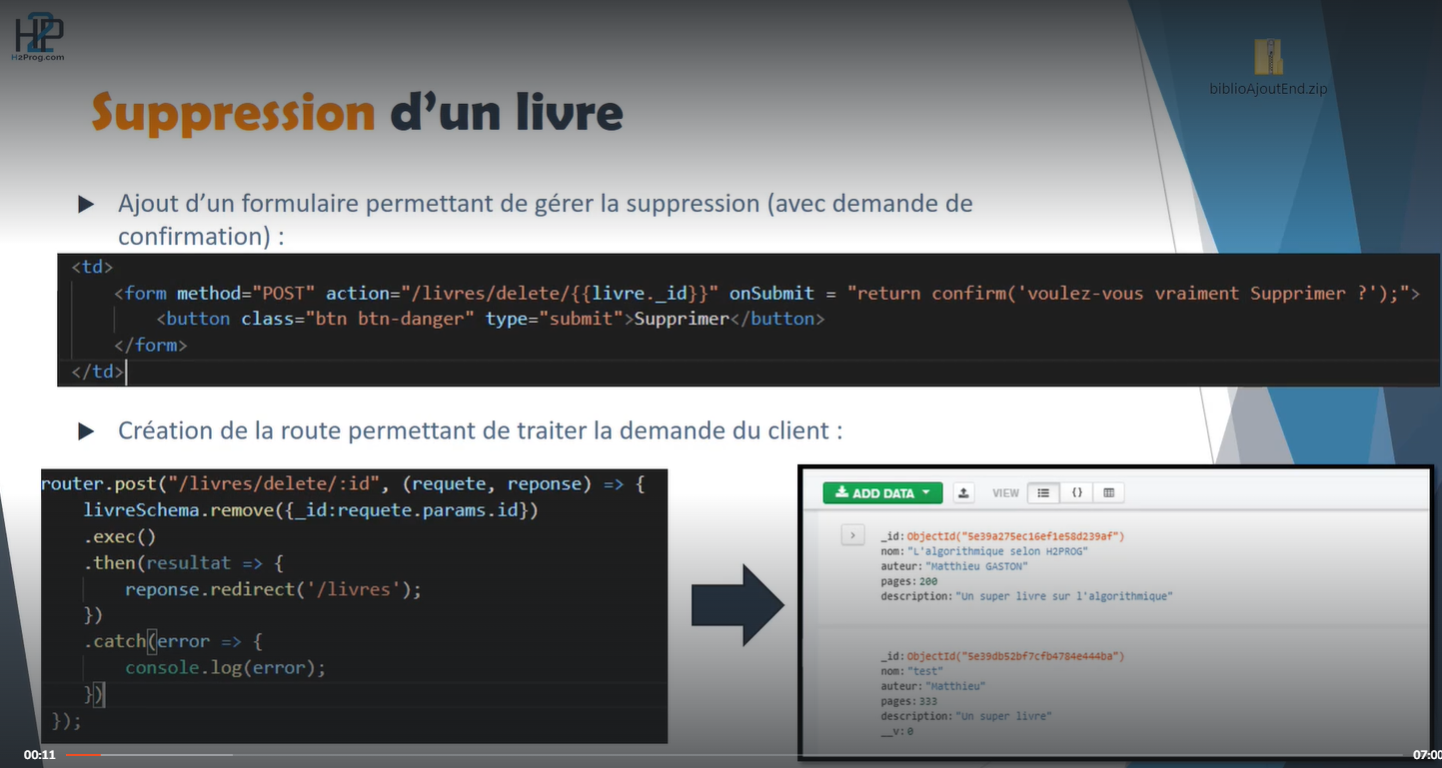 H2P
H2Prog.com
biblioAjoutEnd.zip
Suppression d’un livre
Ajout d’un formulaire permettant de gérer la suppression (avec demande de
confirmation) :
<td>
<form method="POST" action="/livres/delete/{{livre._id}}" onSubmit = "return confirm('voulez-vous vraiment Supprimer ?');">
<button class="btn btn-danger" type="submit">Supprimer</button>
</form>
</td>
Création de la route permettant de traiter la demande du client :
router.post("/livres/delete/:id", (requete, reponse) => {
livreSchema.remove({_id:requete.params.id})
.exec()
.then(resultat => {
reponse.redirect('/livres');
})
.catch(error => {
console.log(error);
})
});
ADD DATA
VIEW
{}
_id: ObjectId("5e39a275ec16ef1e58d239af")
nom: "L'algorithmique selon H2PROG"
auteur: "Matthieu GASTON"
pages: 200
description: "Un super livre sur l'algorithmique"
_id: ObjectId("5e39db52bf7cfb4784e444ba")
nom: "test"
auteur: "Matthieu"
pages: 333
description: "Un super livre"
__v: 0
00:11
07:00